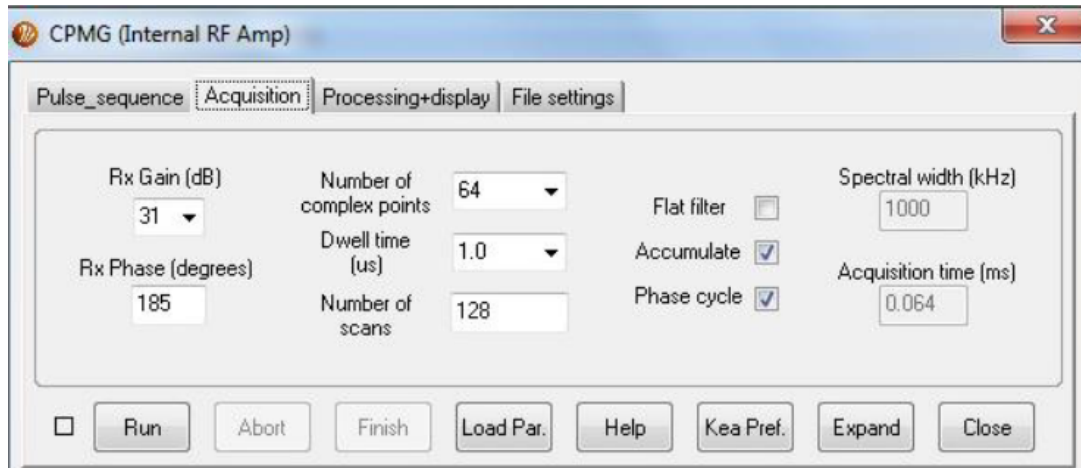 CPMG (Internal RF Amp)
Pulse_sequence Acquisition Processing+display File settings
Rx Gain (dB)
31
Rx Phase (degrees)
185
Number of
complex points
64
Dwell time
(us)
1.0
Number of
scans
128
Flat filter
Accumulate
Phase cycle
Spectral width (kHz)
1000
Acquisition time (ms)
0.064
Run Abort Finish Load Par. Help Kea Pref. Expand Close